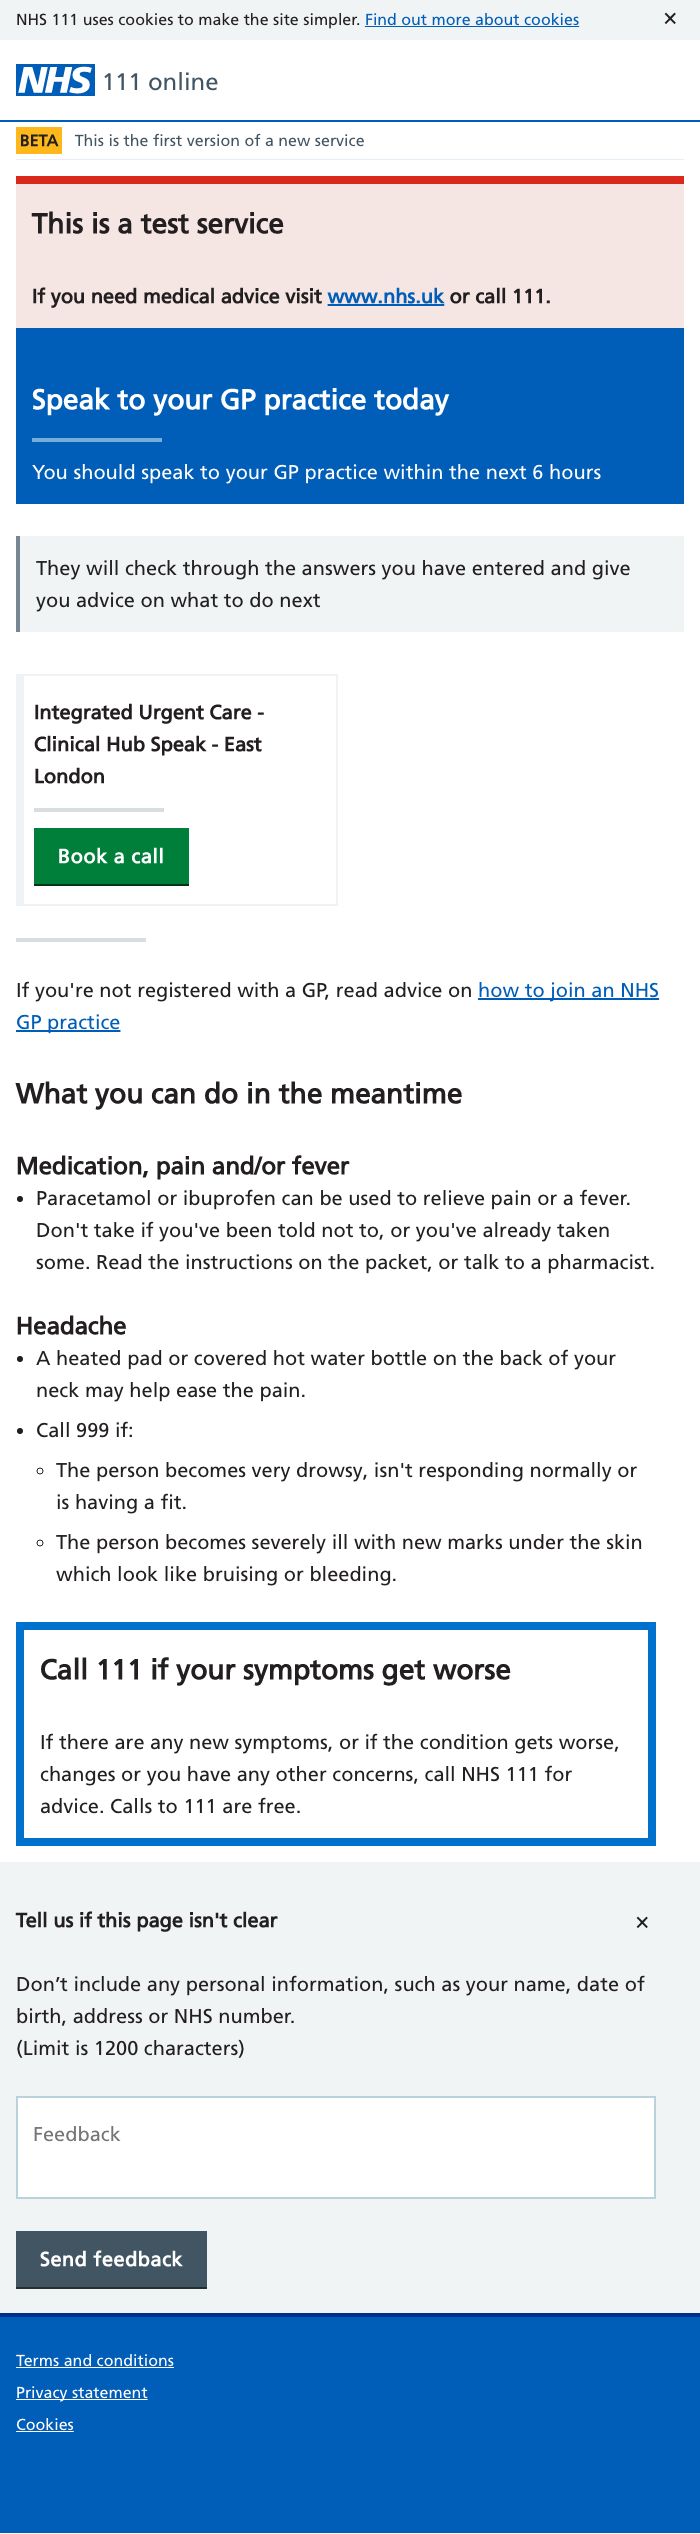 NHS 111 uses cookies to make the site simpler. Find out more about cookies ✕
NHS 111 online
BETA This is the first version of a new service
This is a test service
If you need medical advice visit www.nhs.uk or call 111.
Speak to your GP practice today
You should speak to your GP practice within the next 6 hours
They will check through the answers you have entered and give
you advice on what to do next
Integrated Urgent Care -
Clinical Hub Speak - East
London
Book a call
If you're not registered with a GP, read advice on how to join an NHS
GP practice
What you can do in the meantime
Medication, pain and/or fever
• Paracetamol or ibuprofen can be used to relieve pain or a fever.
Don't take if you've been told not to, or you've already taken
some. Read the instructions on the packet, or talk to a pharmacist.
Headache
• A heated pad or covered hot water bottle on the back of your
neck may help ease the pain.
• Call 999 if:
◦ The person becomes very drowsy, isn't responding normally or
is having a fit.
◦ The person becomes severely ill with new marks under the skin
which look like bruising or bleeding.
Call 111 if your symptoms get worse
If there are any new symptoms, or if the condition gets worse,
changes or you have any other concerns, call NHS 111 for
advice. Calls to 111 are free.
Tell us if this page isn't clear ✕
Don’t include any personal information, such as your name, date of
birth, address or NHS number.
(Limit is 1200 characters)
Feedback
Send feedback
Terms and conditions
Privacy statement
Cookies